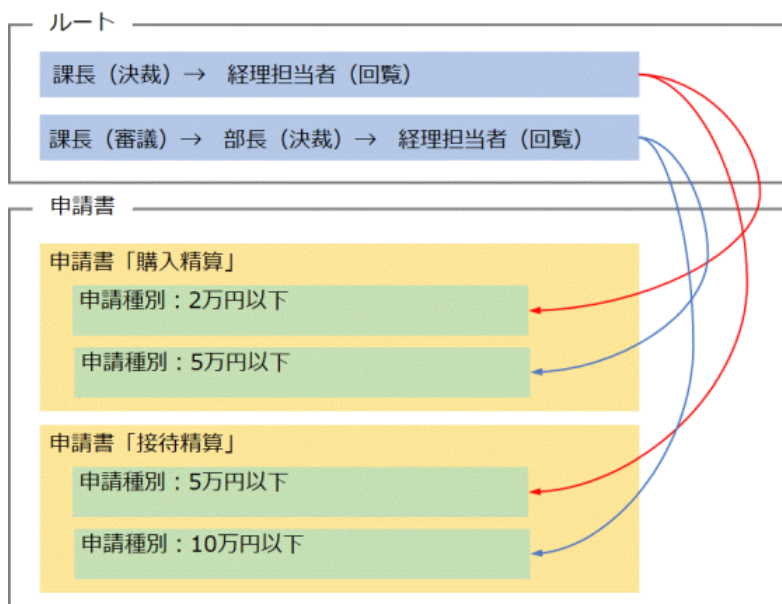 ルート
課長（決裁）→ 経理担当者（回覧）
課長（審議）→ 部長（決裁）→ 経理担当者（回覧）
申請書
申請書「購入精算」
申請種別：2万円以下
申請種別：5万円以下
申請書「接待精算」
申請種別：5万円以下
申請種別：10万円以下